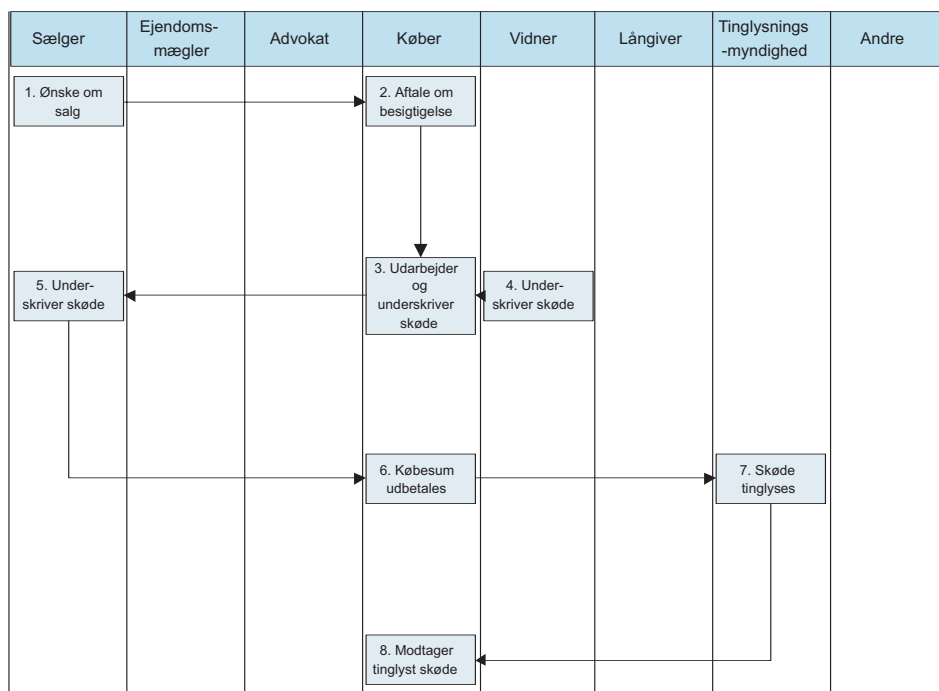 Sælger
Ejendoms-
mægler
Advokat
Køber
Vidner
Långiver
Tinglysnings
-myndighed
Andre
1. Ønske om
salg
2. Aftale om
besigtigelse
3. Udarbejder
og
underskriver
skøde
4. Under-
skriver skøde
5. Under-
skriver skøde
6. Købesum
udbetales
7. Skøde
tinglyses
8. Modtager
tinglyst skøde